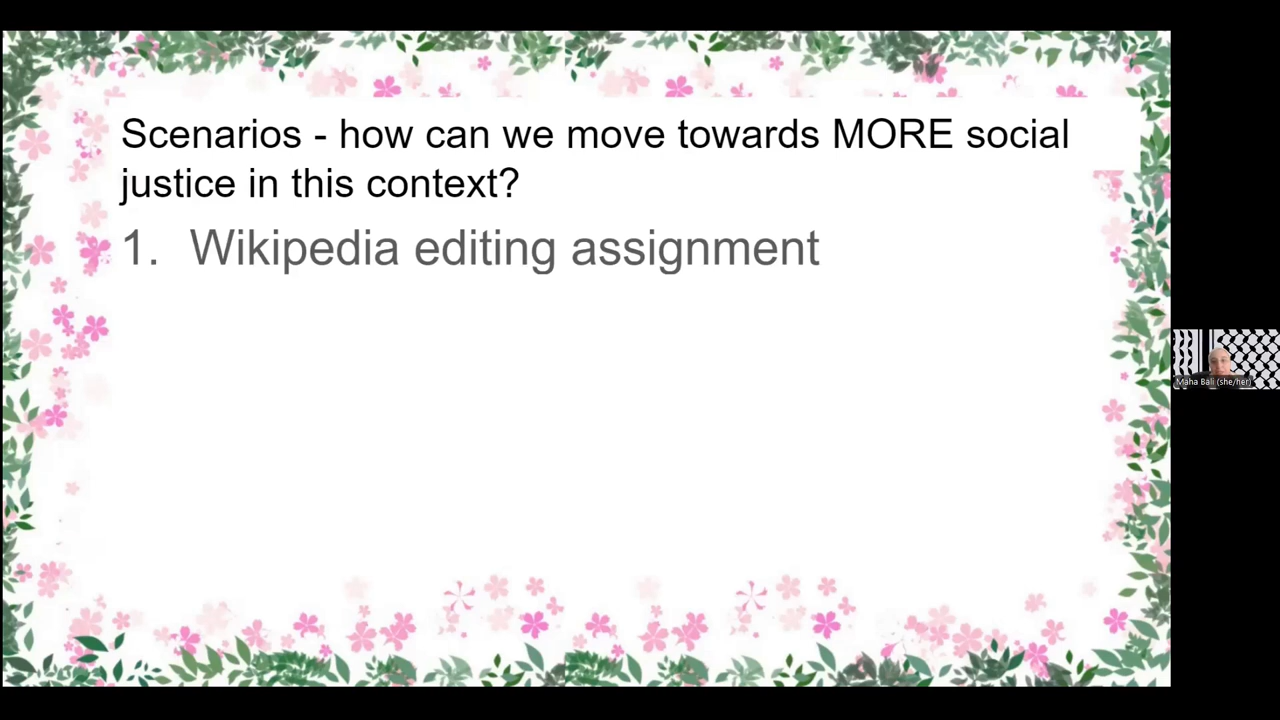 Scenarios - how can we move towards MORE social
justice in this context?
1. Wikipedia editing assignment
Maha Bali (she/her)